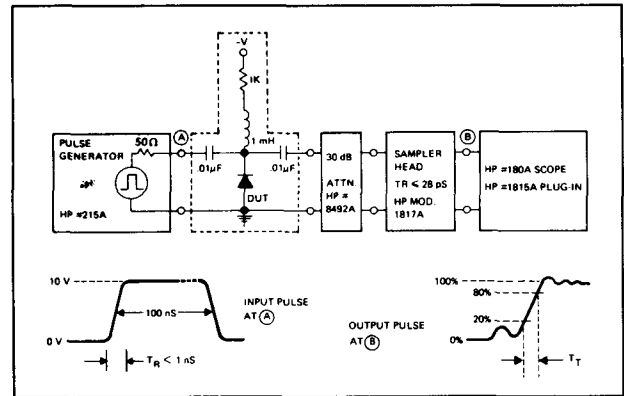 -V
1K
1 mH
PULSE
GENERATOR
50Ω
HP #215A
A
.01μF
.01μF
DUT
30 dB
ATTN.
HP #
8492A
SAMPLER
HEAD
TR ≤ 28 pS
HP MOD.
1817A
B
HP #180A SCOPE
HP #1815A PLUG-IN
10 V
100 nS
0 V
TR < 1 nS
INPUT PULSE
AT A
OUTPUT PULSE
AT B
100%
80%
20%
0%
TT